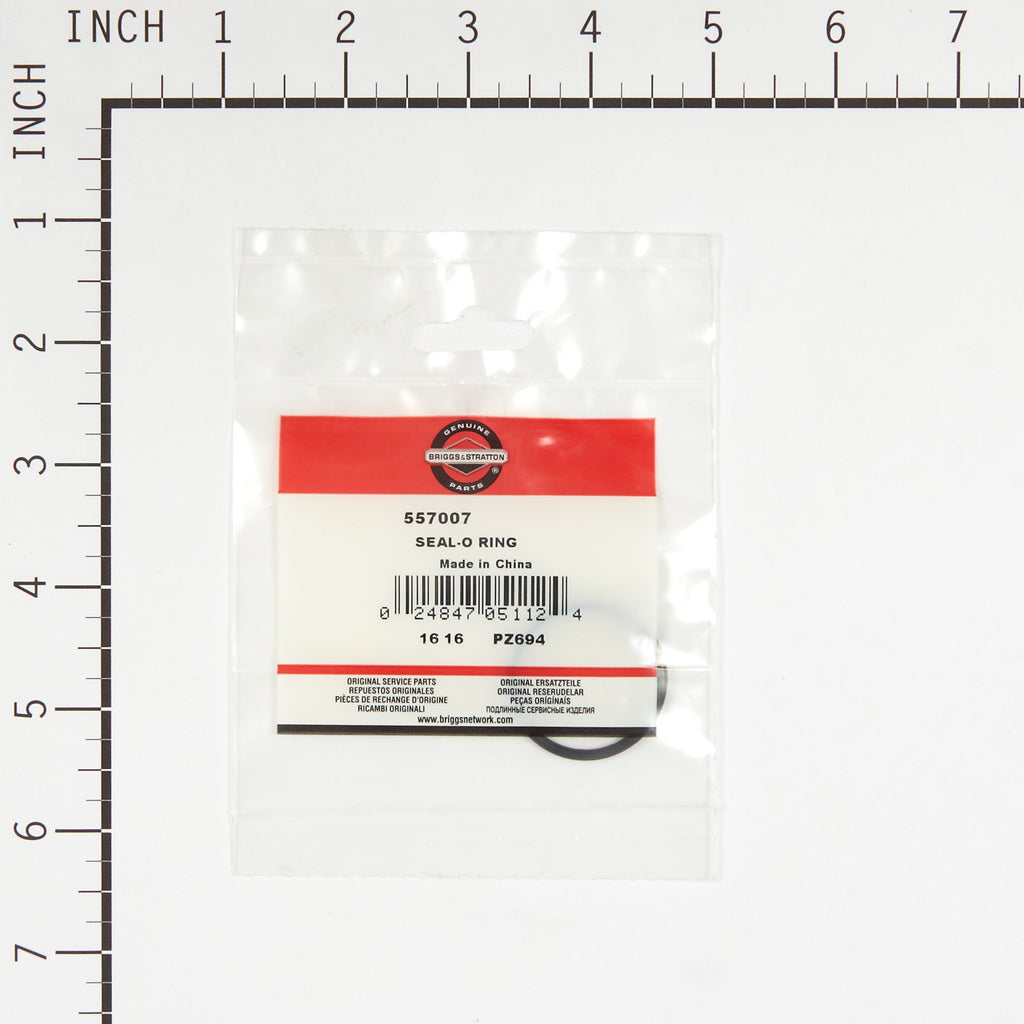 INCH 1 2 3 4 5 6 7
INCH
1
2
3
4
5
6
7
GENUINE
BRIGGS & STRATTON
®
PARTS
557007
SEAL-O RING
Made in China
0 24847 05112 4
16 16 PZ694
ORIGINAL SERVICE PARTS
REPUESTOS ORIGINALES
PIÈCES DE RECHANGE D'ORIGINE
RICAMBI ORIGINALI
ORIGINAL ERSATZTEILE
ORIGINAL RESERUDELAR
PEÇAS ORIGÍNAIS
ПОДЛИННЫЕ СЕРВИСНЫЕ ИЗДЕЛИЯ
www.briggsnetwork.com